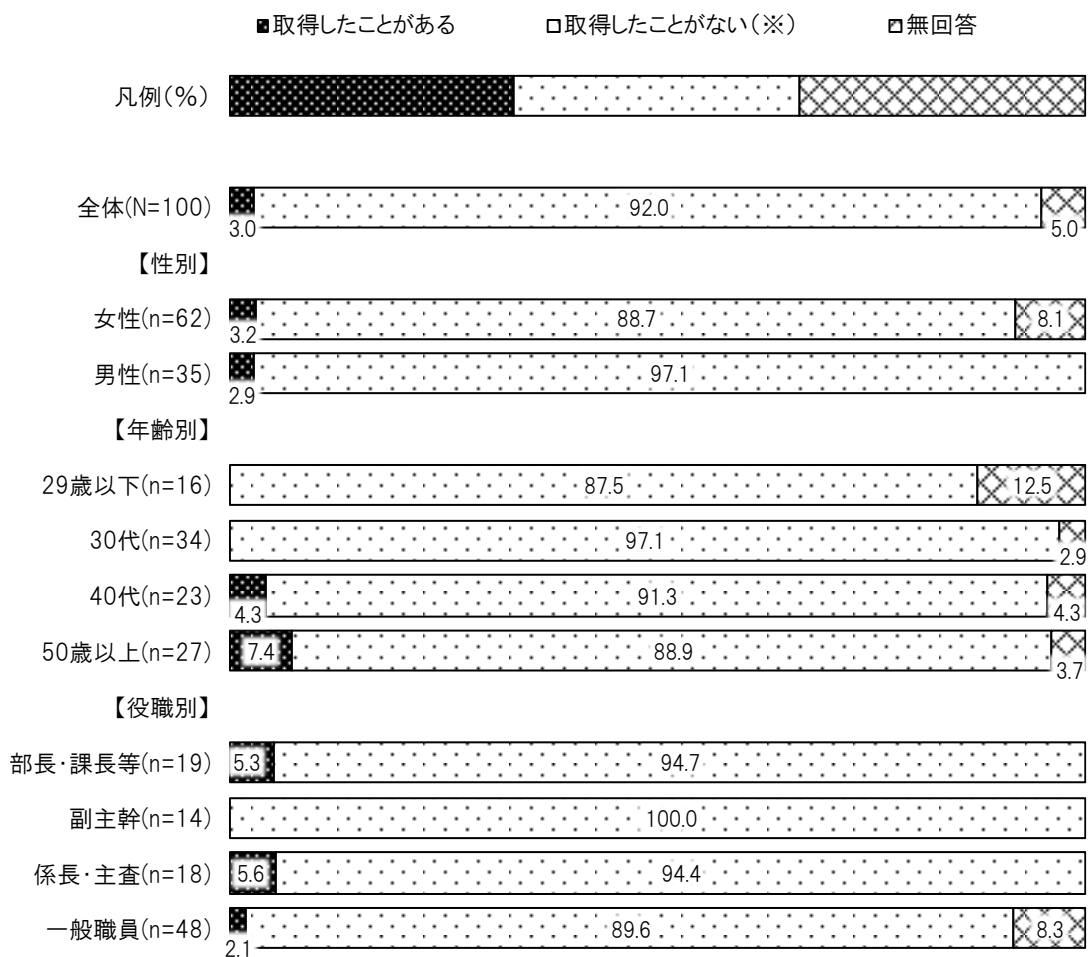 取得したことがある 取得したことがない(※) 無回答
凡例(%)
全体(N=100) 3.0 92.0 5.0
【性別】
女性(n=62) 3.2 88.7 8.1
男性(n=35) 2.9 97.1
【年齢別】
29歳以下(n=16) 87.5 12.5
30代(n=34) 97.1 2.9
40代(n=23) 4.3 91.3 4.3
50歳以上(n=27) 7.4 88.9 3.7
【役職別】
部長・課長等(n=19) 5.3 94.7
副主幹(n=14) 100.0
係長・主査(n=18) 5.6 94.4
一般職員(n=48) 2.1 89.6 8.3